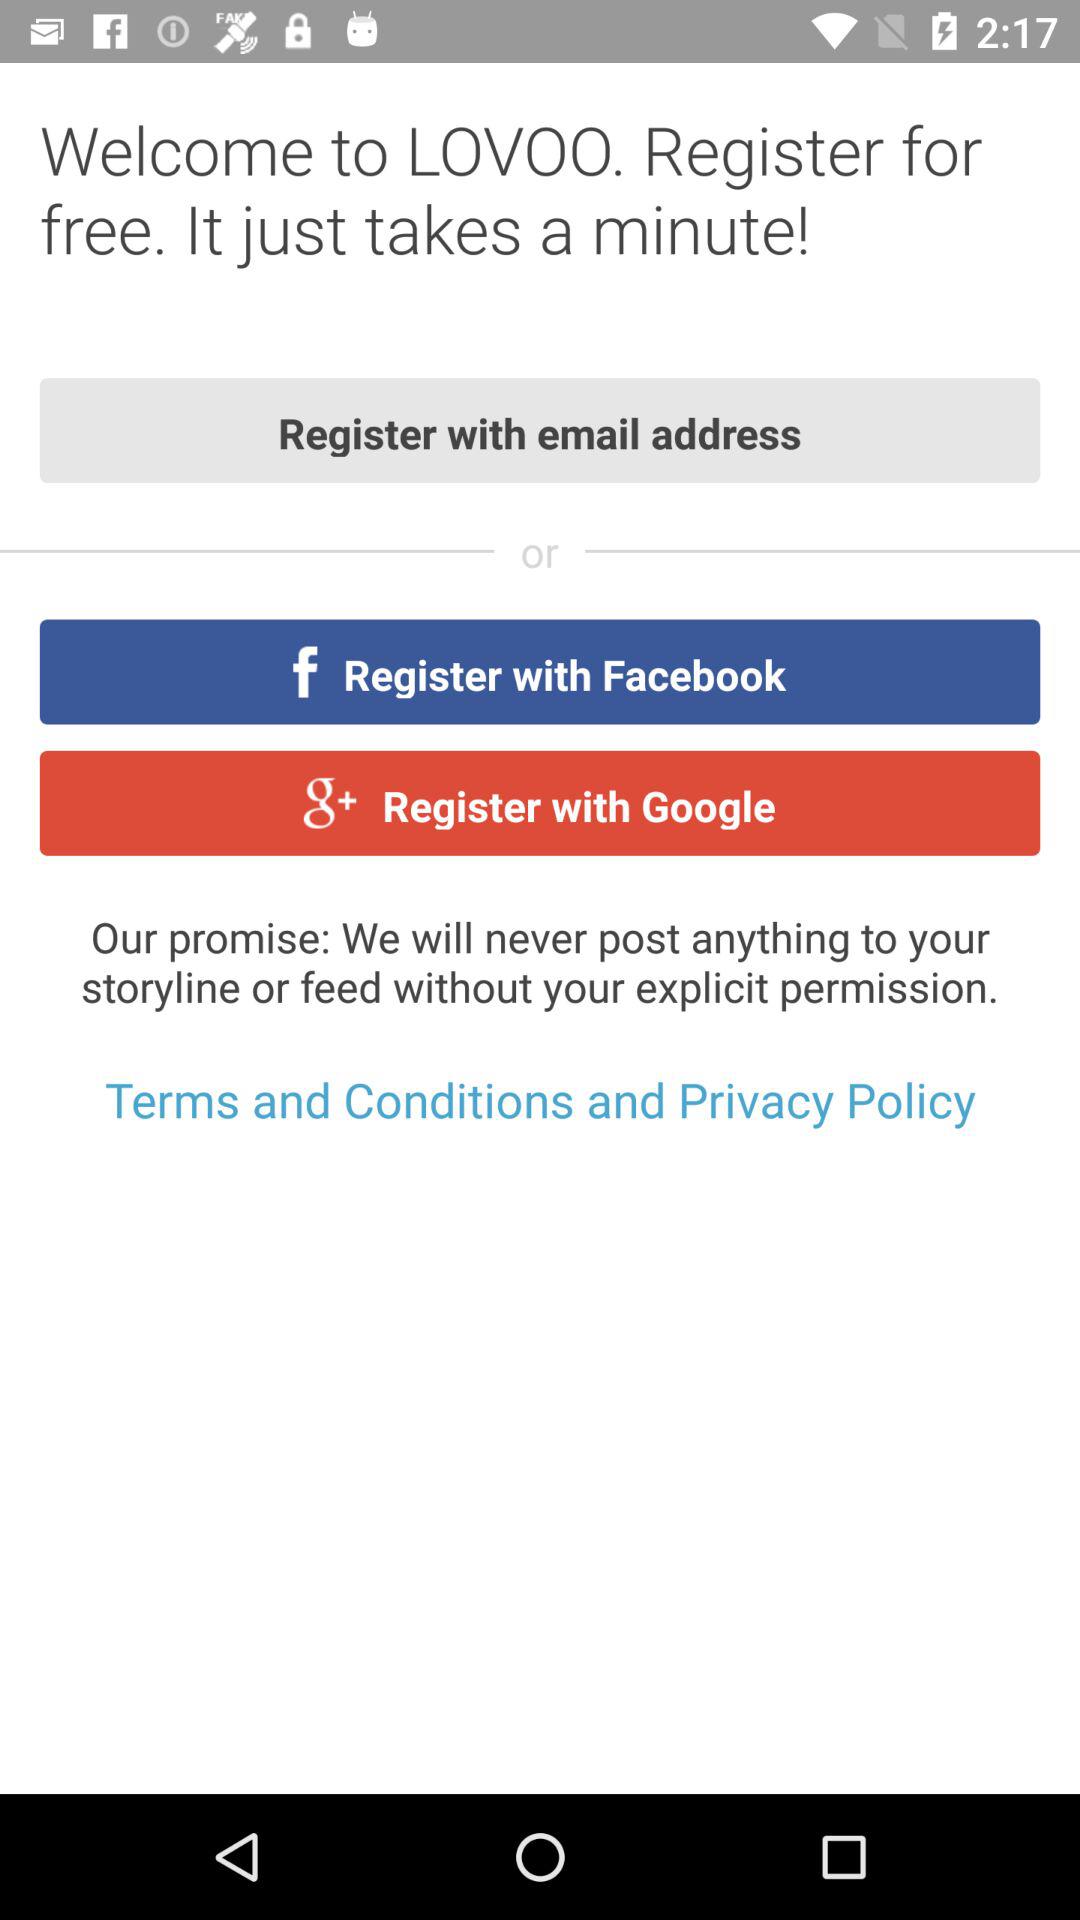 FAKE
2:17
Welcome to LOVOO. Register for
free. It just takes a minute!
Register with email address
or
f Register with Facebook
g+ Register with Google
Our promise: We will never post anything to your
storyline or feed without your explicit permission.
Terms and Conditions and Privacy Policy